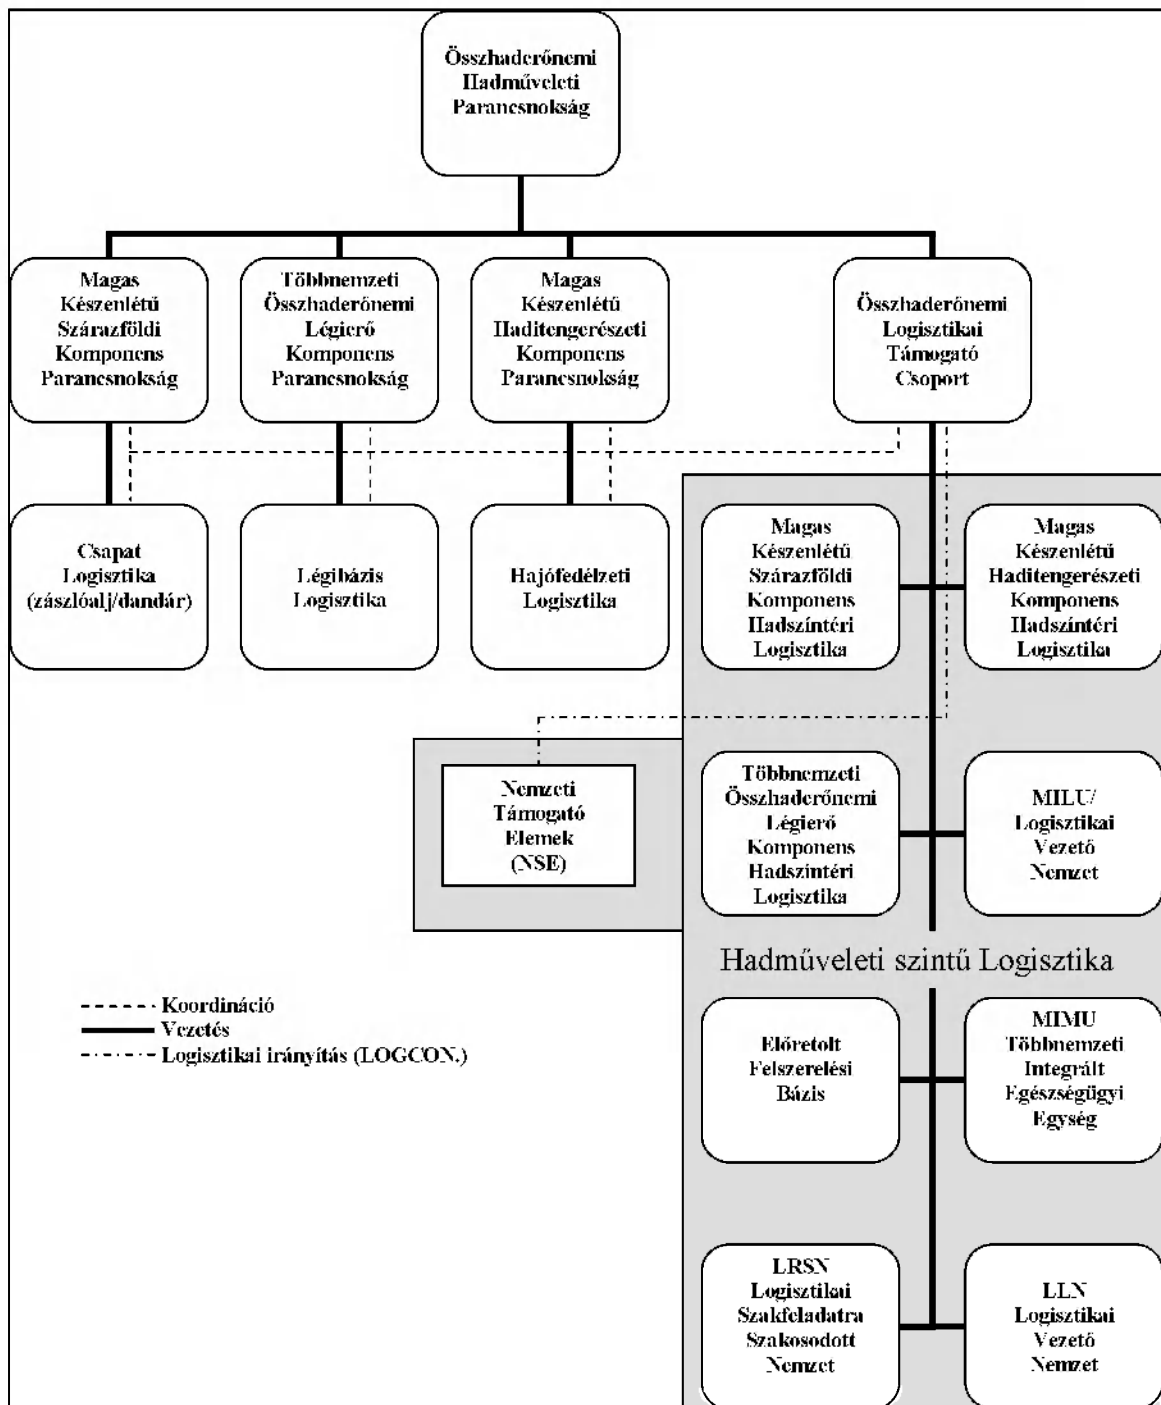 Összhaderőnemi
Hadműveleti
Parancsnokság
Magas
Készenlétű
Szárazföldi
Komponens
Parancsnokság
Többnemzeti
Összhaderőnemi
Légierő
Komponens
Parancsnokság
Magas
Készenlétű
Haditengerészeti
Komponens
Parancsnokság
Összhaderőnemi
Logisztikai
Támogató
Csoport
Csapat
Logisztika
(zászlóalj/dandár)
Légibázis
Logisztika
Hajófedélzeti
Logisztika
Magas
Készenlétű
Szárazföldi
Komponens
Hadszíntéri
Logisztika
Magas
Készenlétű
Haditengerészeti
Komponens
Hadszíntéri
Logisztika
Nemzeti
Támogató
Elemek
(NSE)
Többnemzeti
Összhaderőnemi
Légierő
Komponens
Hadszíntéri
Logisztika
MILU/
Logisztikai
Vezető
Nemzet
Hadműveleti szintű Logisztika
Koordináció
Vezetés
Logisztikai irányítás (LOGCON.)
Előretolt
Felszerelési
Bázis
MIMU
Többnemzeti
Integrált
Egészségügyi
Egység
LRSN
Logisztikai
Szakfeladatra
Szakosodott
Nemzet
LLN
Logisztikai
Vezető
Nemzet